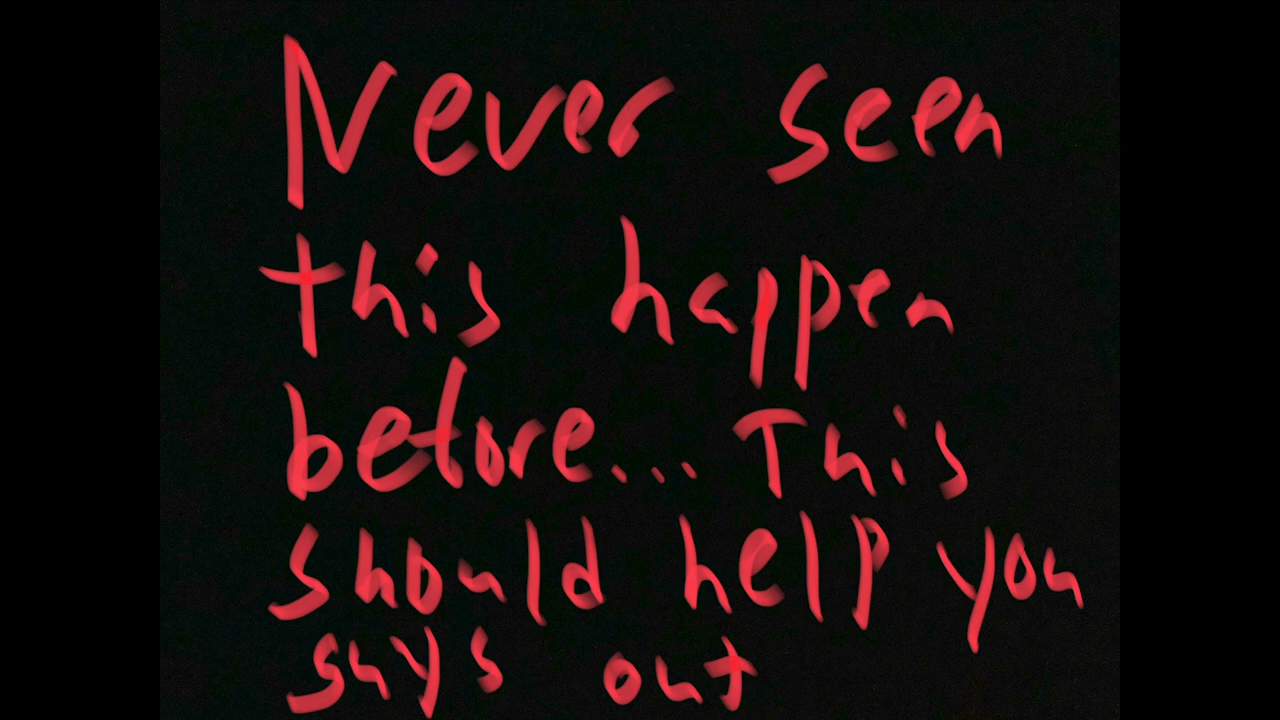 Never seen
this happen
before... This
should help you
guys out